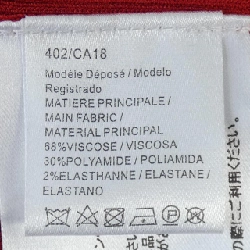 402/CA18
Modèle Déposé / Modelo
Registrado
MATIERE PRINCIPALE /
MAIN FABRIC /
MATERIAL PRINCIPAL
68%VISCOSE / VISCOSA
30%POLYAMIDE / POLIAMIDA
2%ELASTHANNE / ELASTANE /
ELASTANO